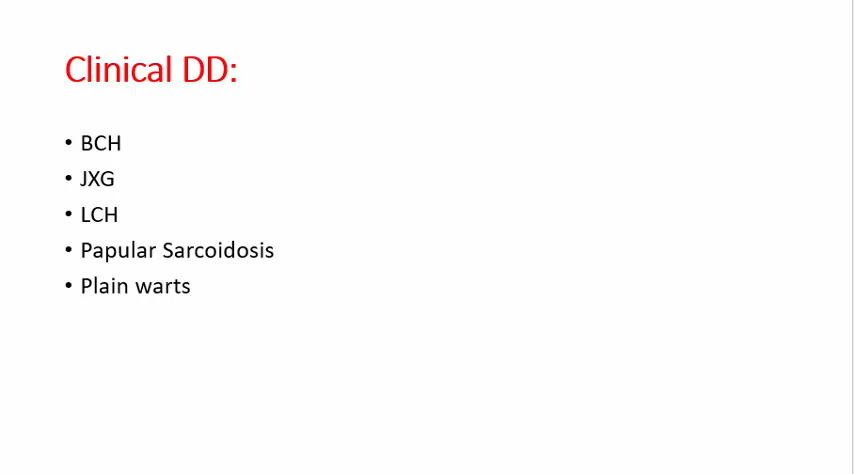 Clinical DD:
• BCH
• JXG
• LCH
• Papular Sarcoidosis
• Plain warts